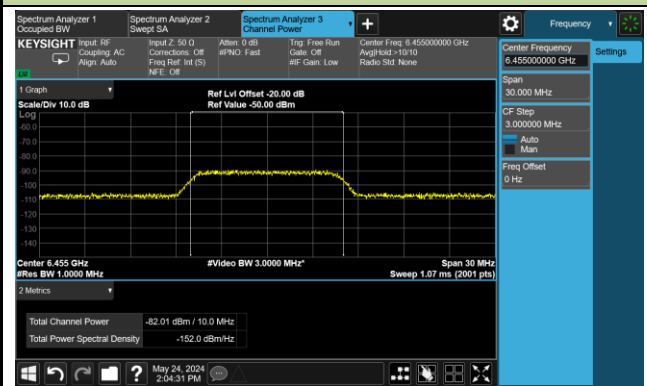 Spectrum Analyzer 1
Occupied BW
Spectrum Analyzer 2
Swept SA
Spectrum Analyzer 3
Channel Power
+
Frequency
KEYSIGHT
Input: RF
Coupling: AC
Align: Auto
Input Z: 50 Ω
Corrections: Off
Freq Ref: Int (S)
NFE: Off
Atten: 0 dB
#PNO: Fast
Trig: Free Run
Gate: Off
#IF Gain: Low
Center Freq: 6.455000000 GHz
Avg|Hold:>10/10
Radio Std: None
Center Frequency
6.455000000 GHz
Settings
Span
30.000 MHz
CF Step
3.000000 MHz
Auto
Man
Freq Offset
0 Hz
1 Graph
Scale/Div 10.0 dB
Ref Lvl Offset -20.00 dB
Ref Value -50.00 dBm
Log
-60.0
-70.0
-80.0
-90.0
-100
-110
-120
-130
-140
Center 6.455 GHz
#Video BW 3.0000 MHz*
Span 30 MHz
#Res BW 1.0000 MHz
Sweep 1.07 ms (2001 pts)
2 Metrics
Total Channel Power -82.01 dBm / 10.0 MHz
Total Power Spectral Density -152.0 dBm/Hz
?
May 24, 2024
2:04:31 PM